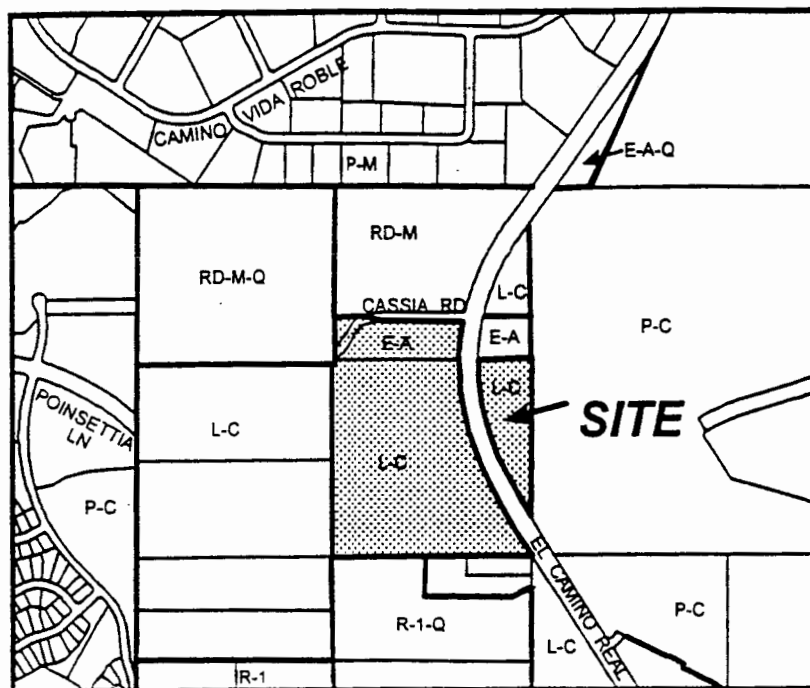 CAMINO VIDA ROBLE
P-M
E-A-Q
RD-M
RD-M-Q
L-C
CASSIA RD
E-A
E-A
P-C
L-C
SITE
POINSETTIA
LN
L-C
L-C
P-C
EL CAMINO REAL
R-1-Q
P-C
L-C
R-1